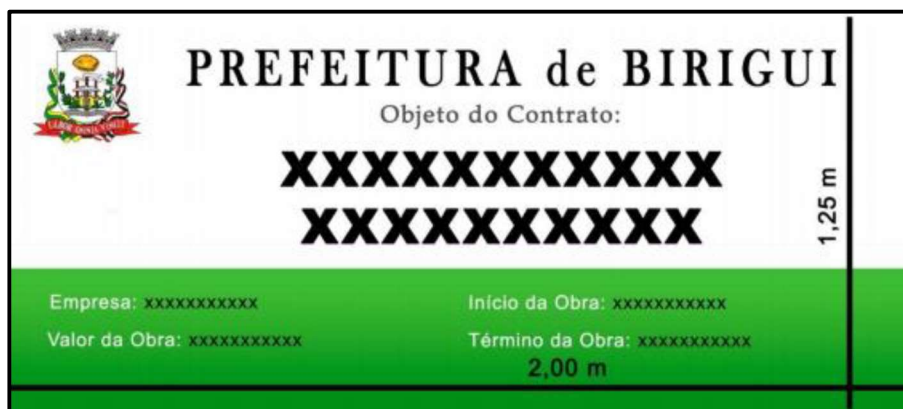 PREFEITURA de BIRIGUI
Objeto do Contrato:
XXXXXXXXXXX
XXXXXXXXXX
1,25 m
Empresa: xxxxxxxxxxx
Início da Obra: xxxxxxxxxxx
Valor da Obra: xxxxxxxxxxx
Término da Obra: xxxxxxxxxxx
2,00 m